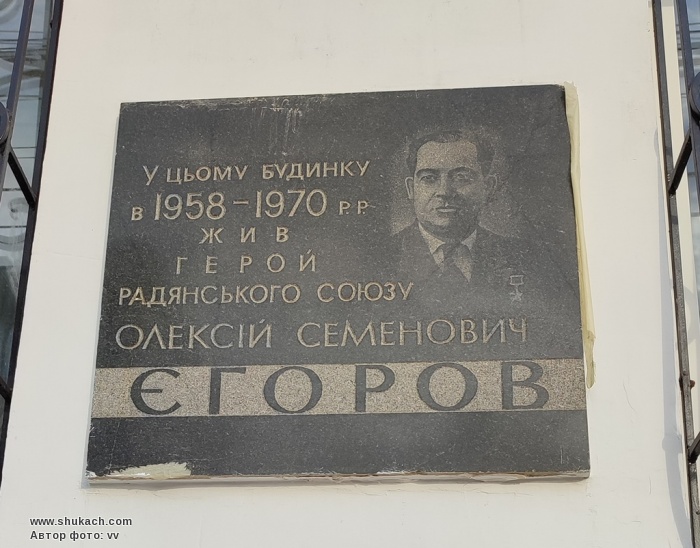 У ЦЬОМУ БУДИНКУ
В 1958-1970 Р.Р.
ЖИВ
ГЕРОЙ
РАДЯНСЬКОГО СОЮЗУ
ОЛЕКСІЙ СЕМЕНОВИЧ
ЄГОРОВ
www.shukach.com
Автор фото: vv